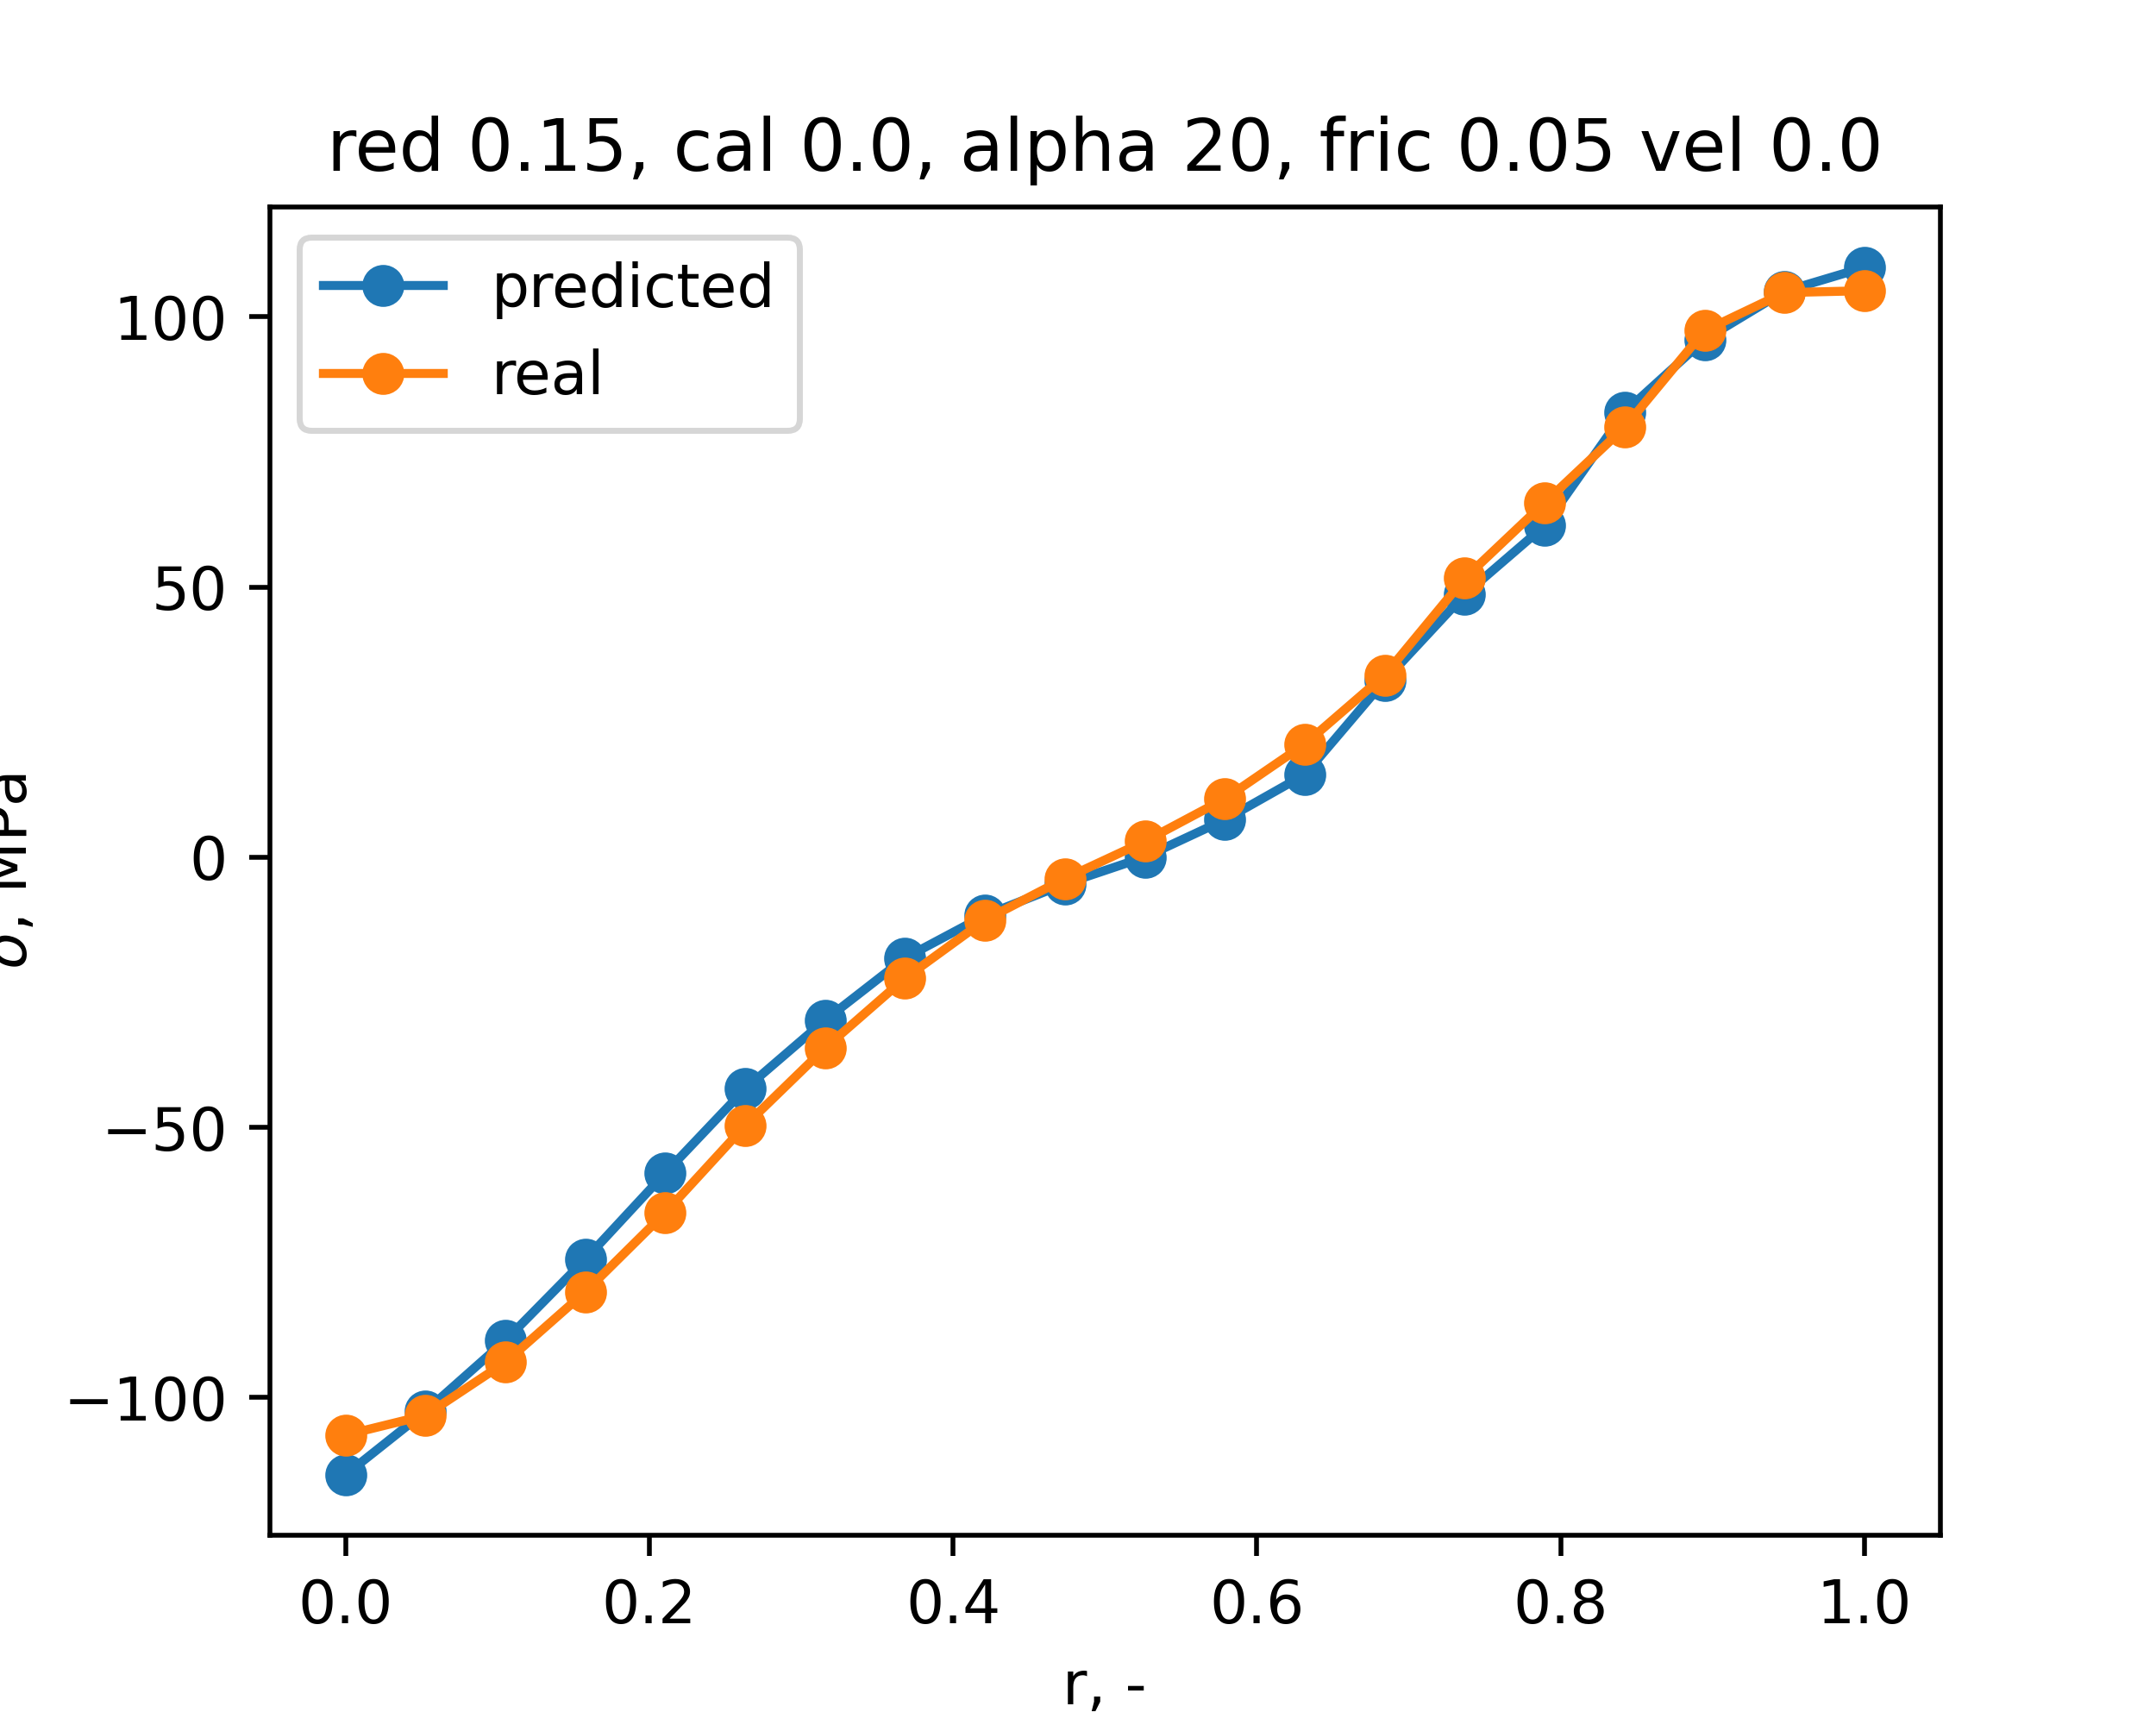 red 0.15, cal 0.0, alpha 20, fric 0.05 vel 0.0
predicted
real
100
50
0
−50
−100
σ, MPa
0.0 0.2 0.4 0.6 0.8 1.0
r, -